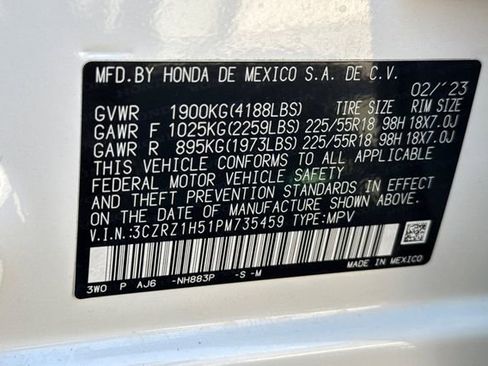 MFD.BY HONDA DE MEXICO S.A. DE C.V.
02/'23
GVWR 1900KG(4188LBS) TIRE SIZE RIM SIZE
GAWR F 1025KG(2259LBS) 225/55R18 98H 18X7.0J
GAWR R 895KG(1973LBS) 225/55R18 98H 18X7.0J
THIS VEHICLE CONFORMS TO ALL APPLICABLE
FEDERAL MOTOR VEHICLE SAFETY
AND THEFT PREVENTION STANDARDS IN EFFECT ON THE
DATE OF MANUFACTURE SHOWN ABOVE.
V.I.N.:3CZRZ1H51PM735459 TYPE:MPV
3WO P AJ6 -NH883P -S -M
MADE IN MEXICO